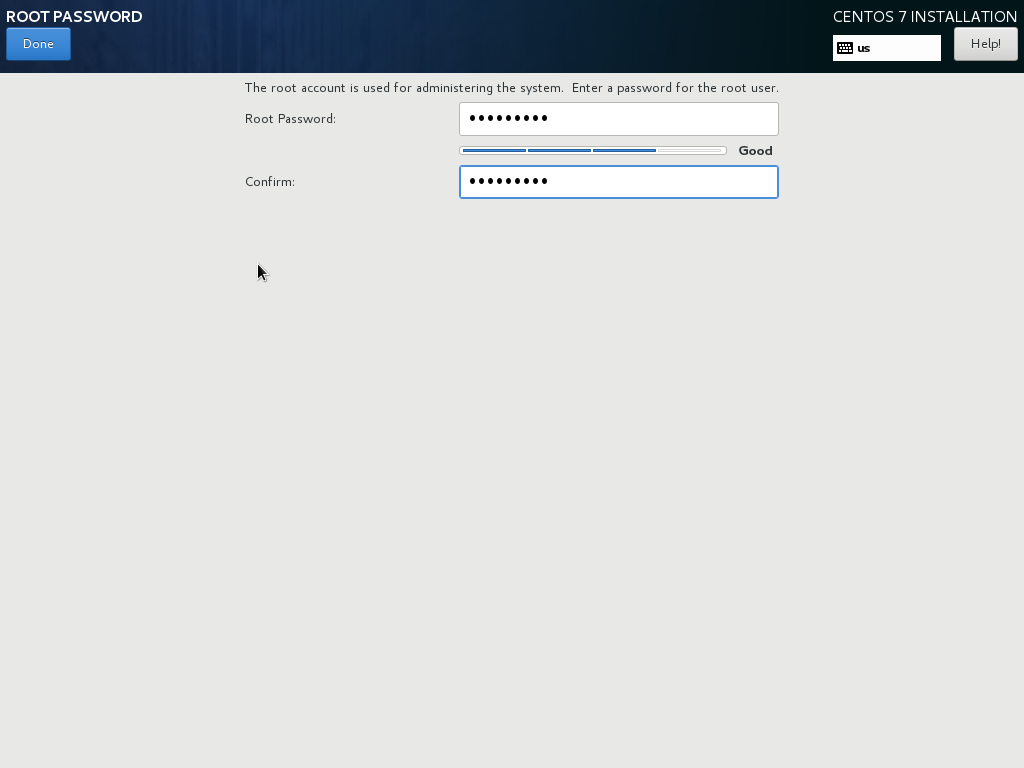 ROOT PASSWORD
CENTOS 7 INSTALLATION
Done
us
Help!
The root account is used for administering the system.  Enter a password for the root user.
Root Password:
•••••••••
Good
Confirm:
•••••••••